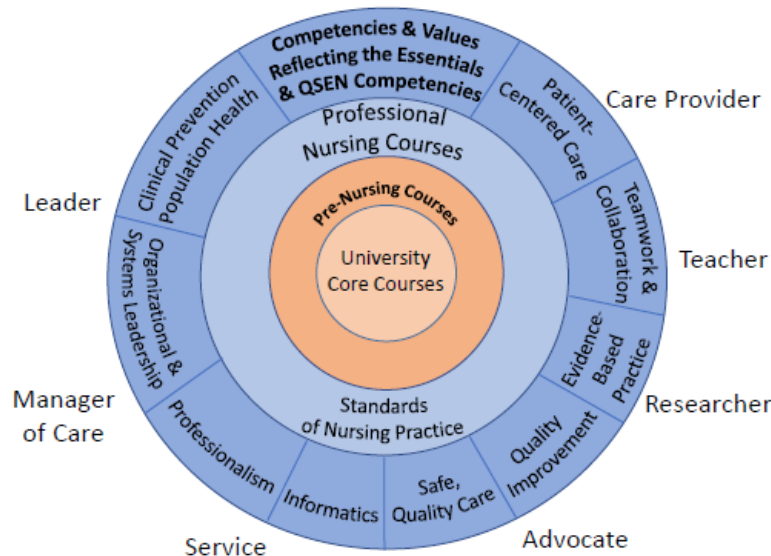 Competencies & Values
Reflecting the Essentials
& QSEN Competencies
Patient-
Centered Care
Care Provider
Teamwork &
Collaboration
Teacher
Evidence-
Based
Practice
Researcher
Quality
Improvement
Advocate
Safe,
Quality Care
Informatics
Service
Professionalism
Manager
of Care
Organizational &
Systems Leadership
Leader
Clinical Prevention
Population Health
Professional
Nursing Courses
Pre-Nursing Courses
University
Core Courses
Standards
of Nursing Practice